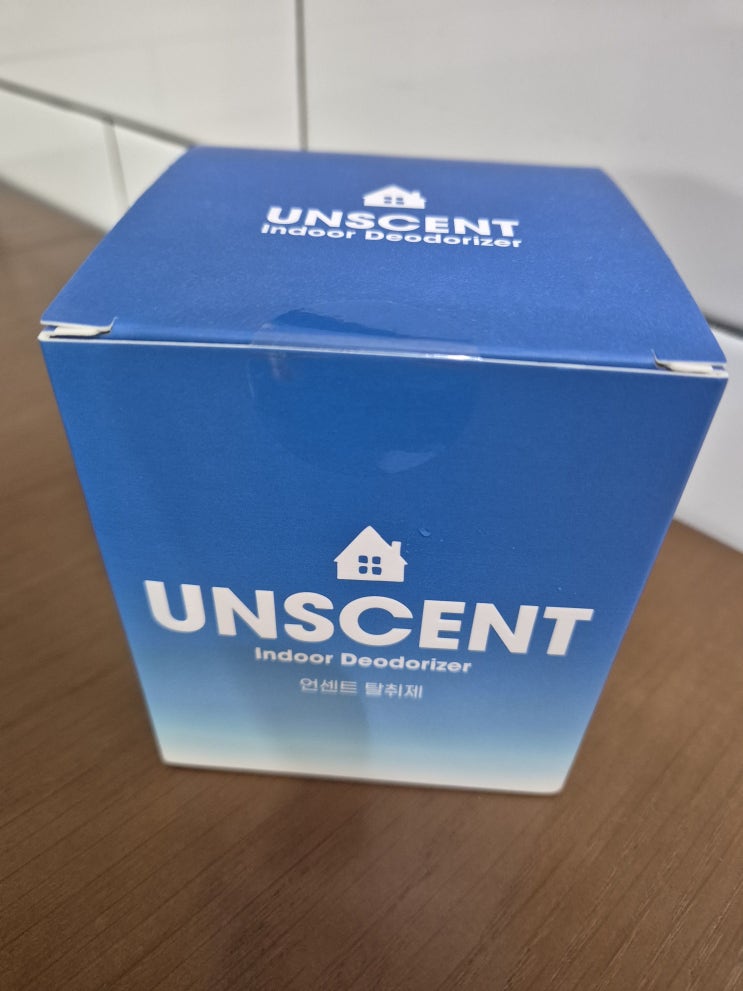 UNSCENT
Indoor Deodorizer
UNSCENT
Indoor Deodorizer
언센트 탈취제